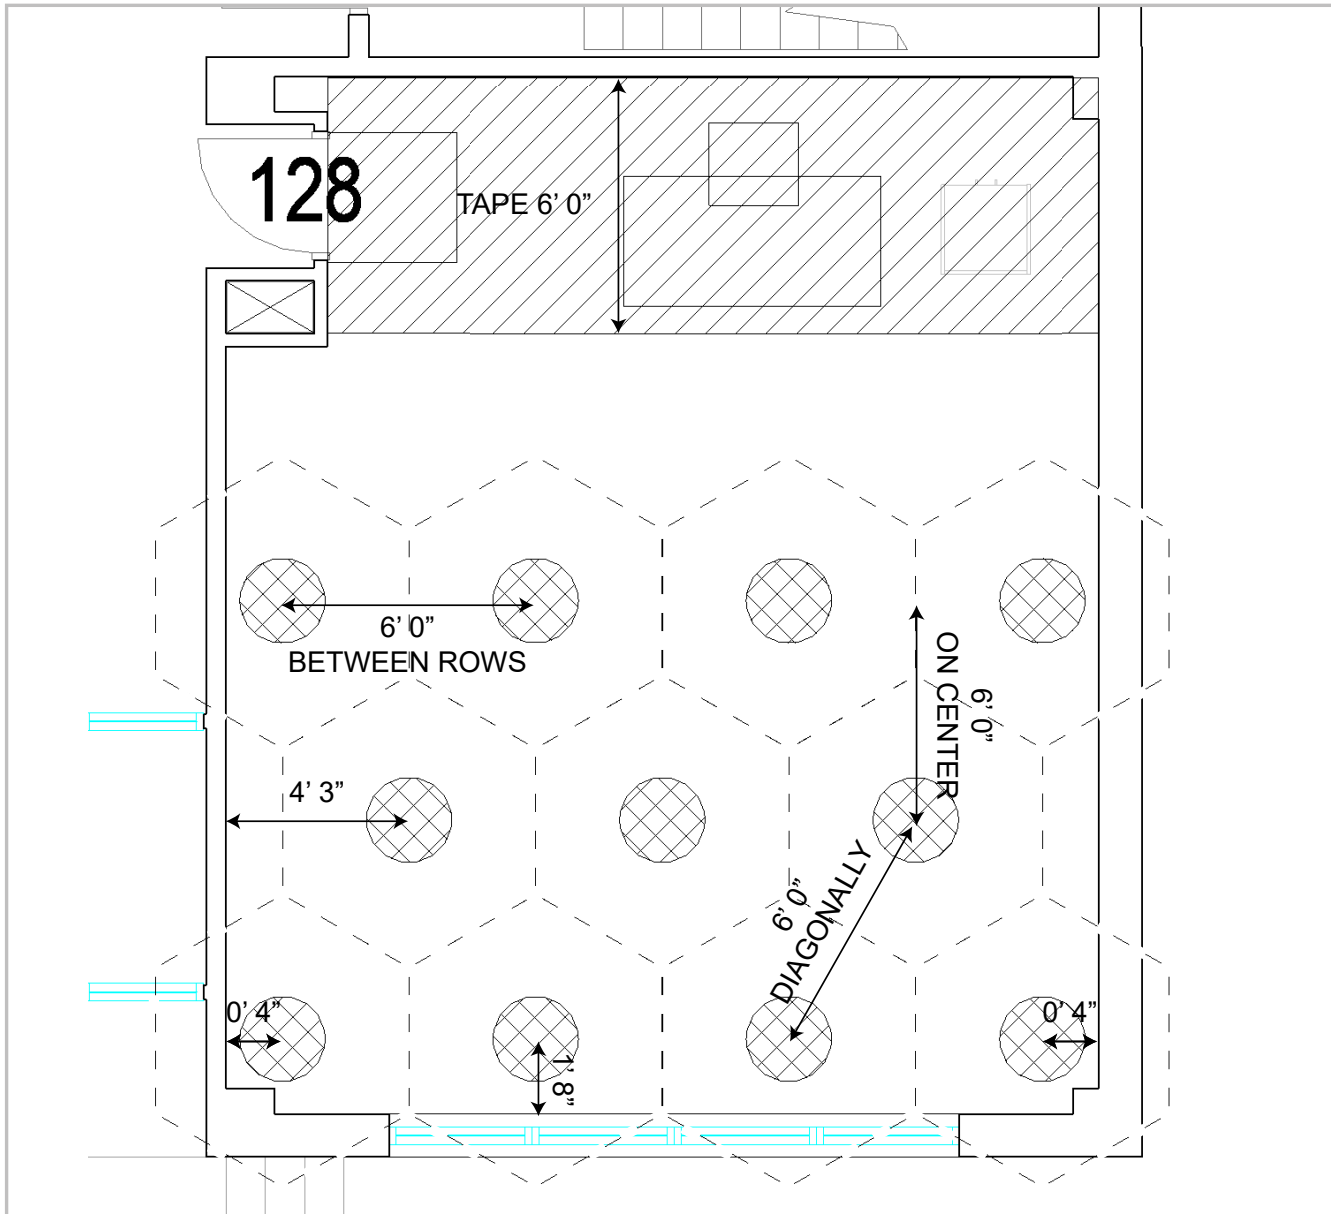 128
TAPE 6’ 0”
6’ 0”
BETWEEN ROWS
6’ 0”
ON CENTER
4’ 3”
6’ 0”
DIAGONALLY
0’ 4”
0’ 4”
1’ 8”